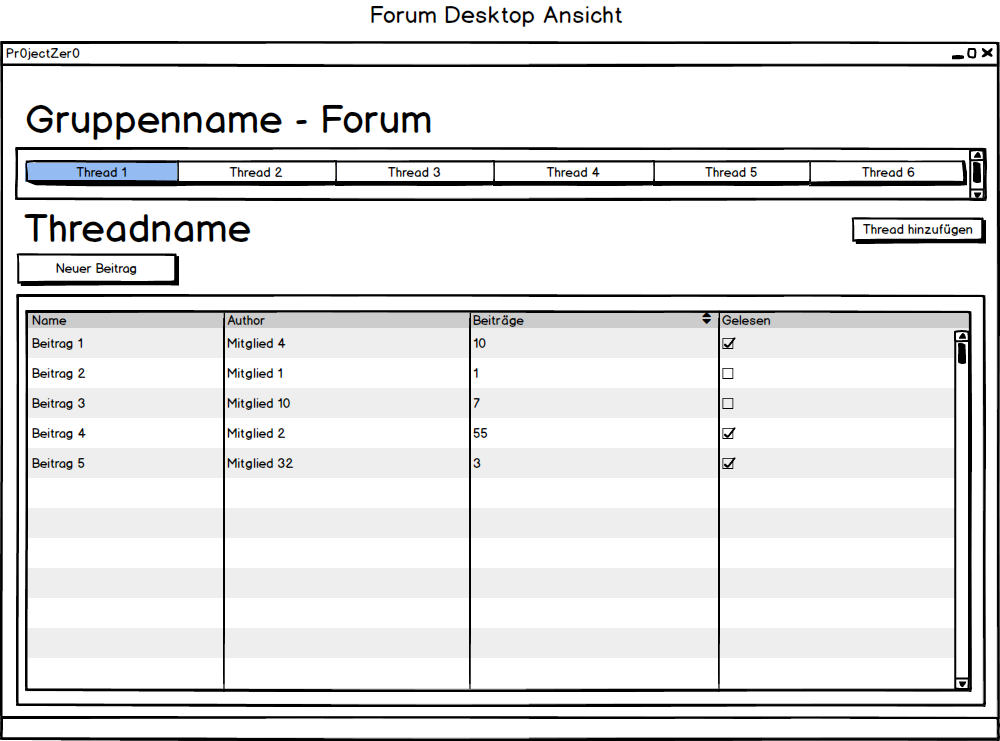 Forum Desktop Ansicht
Pr0jectZer0
Gruppenname - Forum
Thread 1 Thread 2 Thread 3 Thread 4 Thread 5 Thread 6
Threadname
Thread hinzufügen
Neuer Beitrag
Name Author Beiträge Gelesen
Beitrag 1 Mitglied 4 10
Beitrag 2 Mitglied 1 1
Beitrag 3 Mitglied 10 7
Beitrag 4 Mitglied 2 55
Beitrag 5 Mitglied 32 3